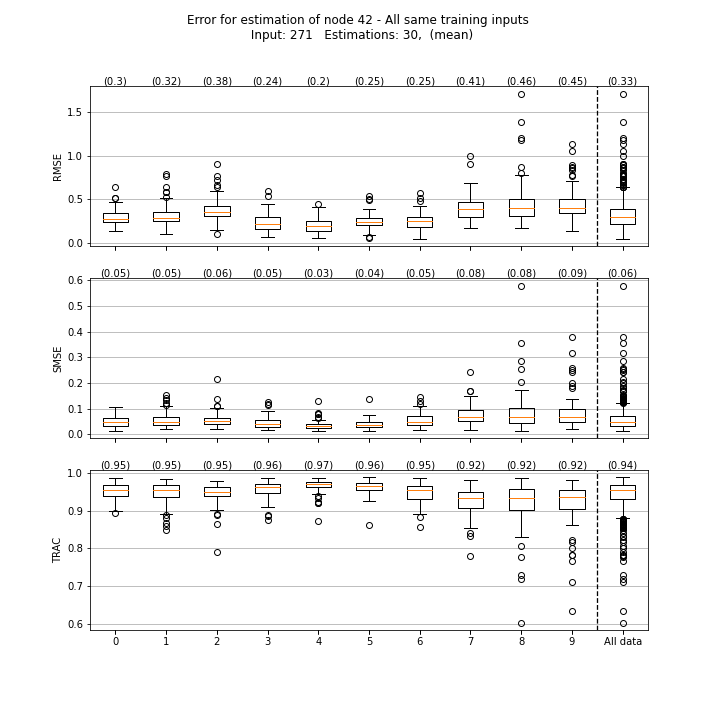 Error for estimation of node 42 - All same training inputs
Input: 271 Estimations: 30, (mean)
(0.3) (0.32) (0.38) (0.24) (0.2) (0.25) (0.25) (0.41) (0.46) (0.45) (0.33)
1.5
1.0
0.5
0.0
RMSE
(0.05) (0.05) (0.06) (0.05) (0.03) (0.04) (0.05) (0.08) (0.08) (0.09) (0.06)
0.6
0.5
0.4
0.3
0.2
0.1
0.0
SMSE
(0.95) (0.95) (0.95) (0.96) (0.97) (0.96) (0.95) (0.92) (0.92) (0.92) (0.94)
1.0
0.9
0.8
0.7
0.6
TRAC
0 1 2 3 4 5 6 7 8 9 All data